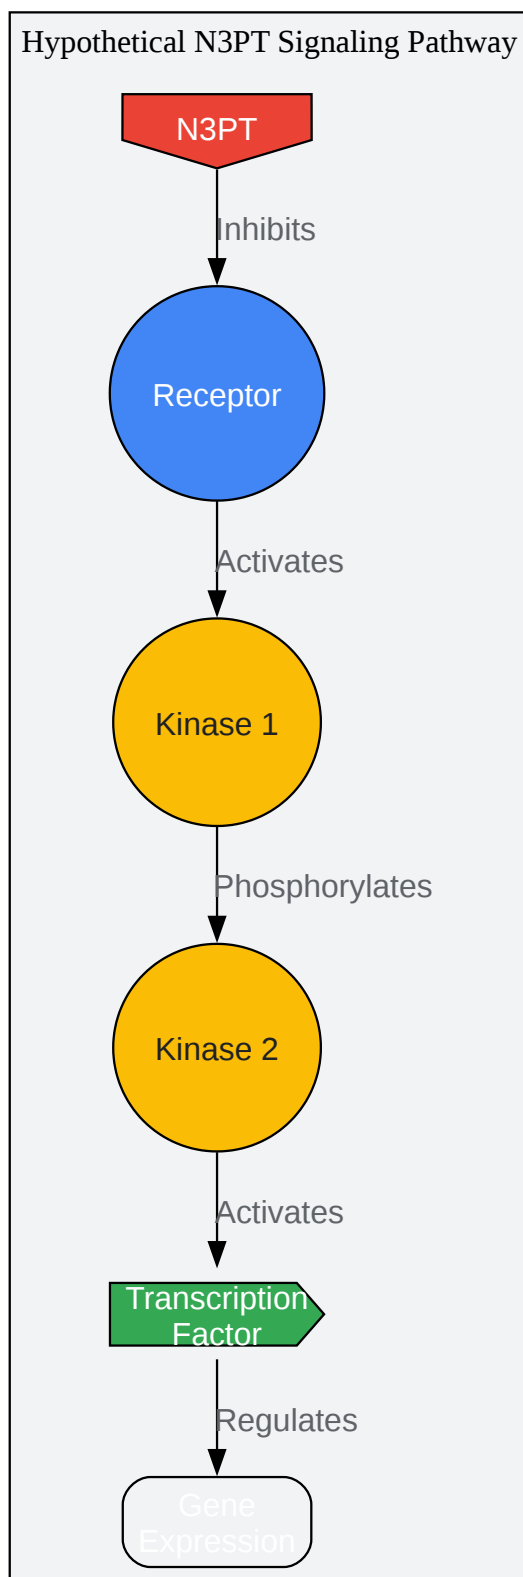 Hypothetical N3PT Signaling Pathway
N3PT
Inhibits
Receptor
Activates
Kinase 1
Phosphorylates
Kinase 2
Activates
Transcription
Factor
Regulates
Gene
Expression